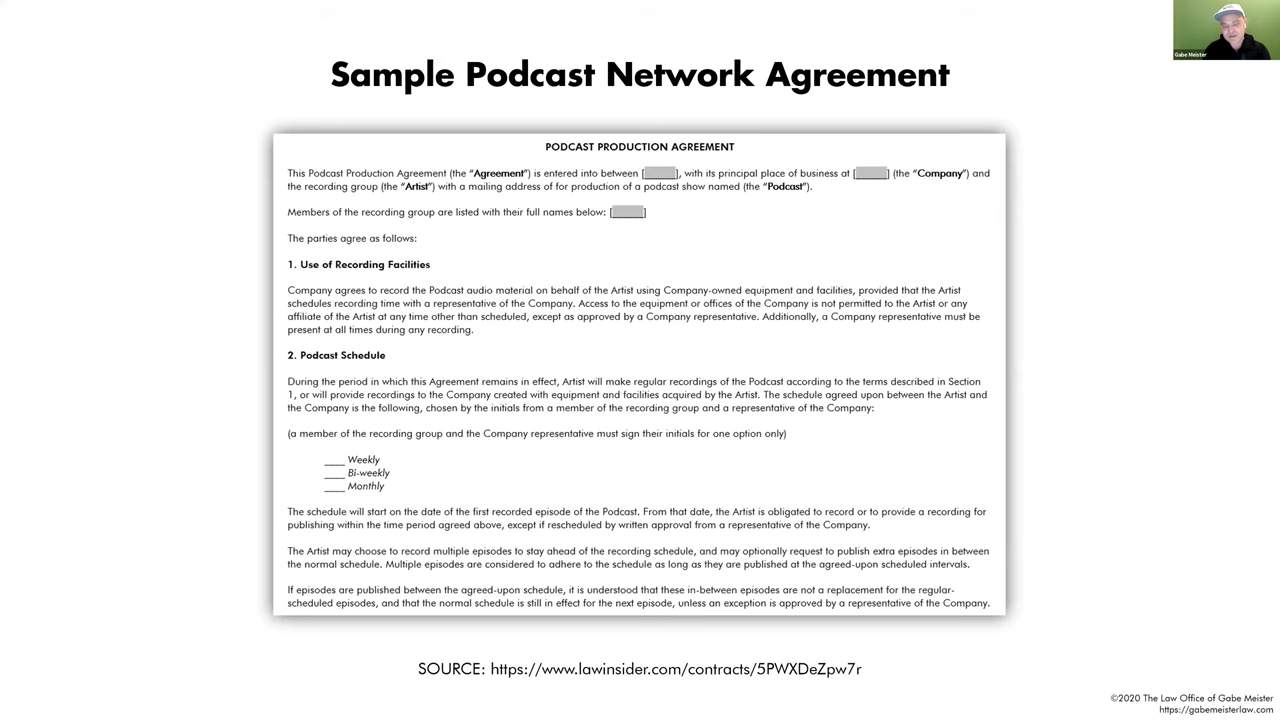 Gabe Meister
Sample Podcast Network Agreement
PODCAST PRODUCTION AGREEMENT
This Podcast Production Agreement (the “Agreement”) is entered into between [______], with its principal place of business at [______] (the “Company”) and
the recording group (the “Artist”) with a mailing address of for production of a podcast show named (the “Podcast”).
Members of the recording group are listed with their full names below: [______]
The parties agree as follows:
1. Use of Recording Facilities
Company agrees to record the Podcast audio material on behalf of the Artist using Company-owned equipment and facilities, provided that the Artist
schedules recording time with a representative of the Company. Access to the equipment or offices of the Company is not permitted to the Artist or any
affiliate of the Artist at any time other than scheduled, except as approved by a Company representative. Additionally, a Company representative must be
present at all times during any recording.
2. Podcast Schedule
During the period in which this Agreement remains in effect, Artist will make regular recordings of the Podcast according to the terms described in Section
1, or will provide recordings to the Company created with equipment and facilities acquired by the Artist. The schedule agreed upon between the Artist and
the Company is the following, chosen by the initials from a member of the recording group and a representative of the Company:
(a member of the recording group and the Company representative must sign their initials for one option only)
____ Weekly
____ Bi-weekly
____ Monthly
The schedule will start on the date of the first recorded episode of the Podcast. From that date, the Artist is obligated to record or to provide a recording for
publishing within the time period agreed above, except if rescheduled by written approval from a representative of the Company.
The Artist may choose to record multiple episodes to stay ahead of the recording schedule, and may optionally request to publish extra episodes in between
the normal schedule. Multiple episodes are considered to adhere to the schedule as long as they are published at the agreed-upon scheduled intervals.
If episodes are published between the agreed-upon schedule, it is understood that these in-between episodes are not a replacement for the regular-
scheduled episodes, and that the normal schedule is still in effect for the next episode, unless an exception is approved by a representative of the Company.
SOURCE: https://www.lawinsider.com/contracts/5PWXDeZpw7r
©2020 The Law Office of Gabe Meister
https://gabemeisterlaw.com